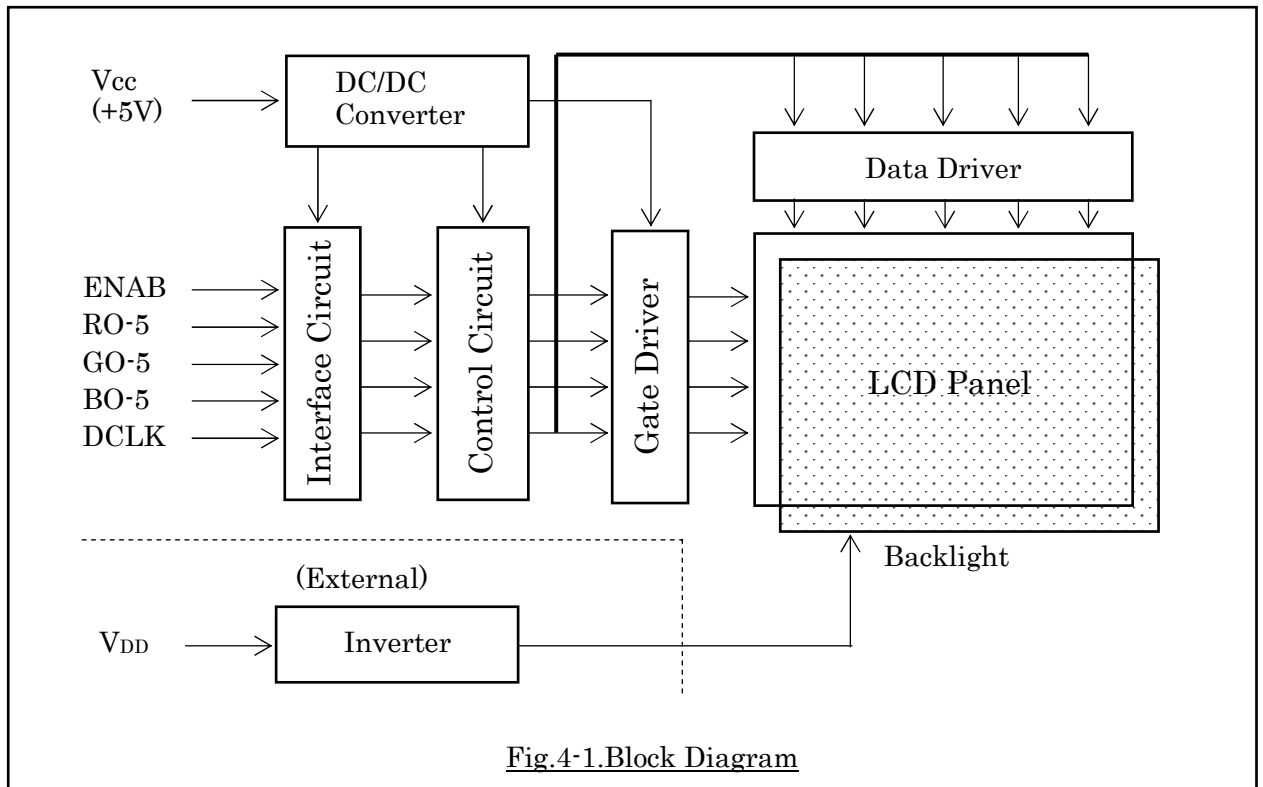 Vcc
(+5V)
DC/DC
Converter
Data Driver
ENAB
RO-5
GO-5
BO-5
DCLK
Interface Circuit
Control Circuit
Gate Driver
LCD Panel
Backlight
(External)
VDD
Inverter
Fig.4-1.Block Diagram